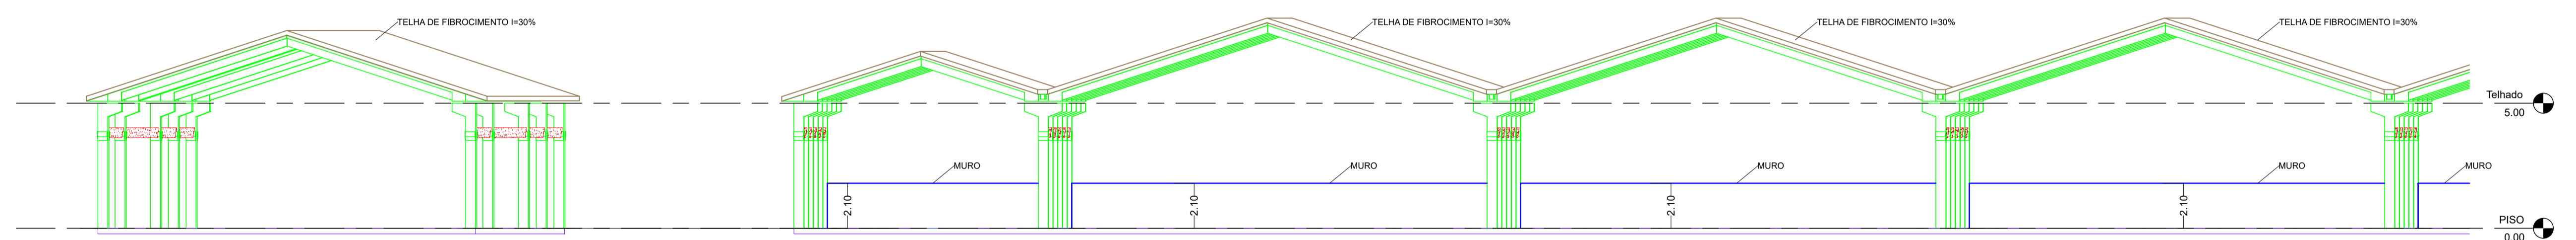 TELHA DE FIBROCIMENTO I=30%
TELHA DE FIBROCIMENTO I=30%
TELHA DE FIBROCIMENTO I=30%
TELHA DE FIBROCIMENTO I=30%
Telhado
5.00
MURO
MURO
MURO
MURO
MURO
2.10
2.10
2.10
2.10
PISO
0.00